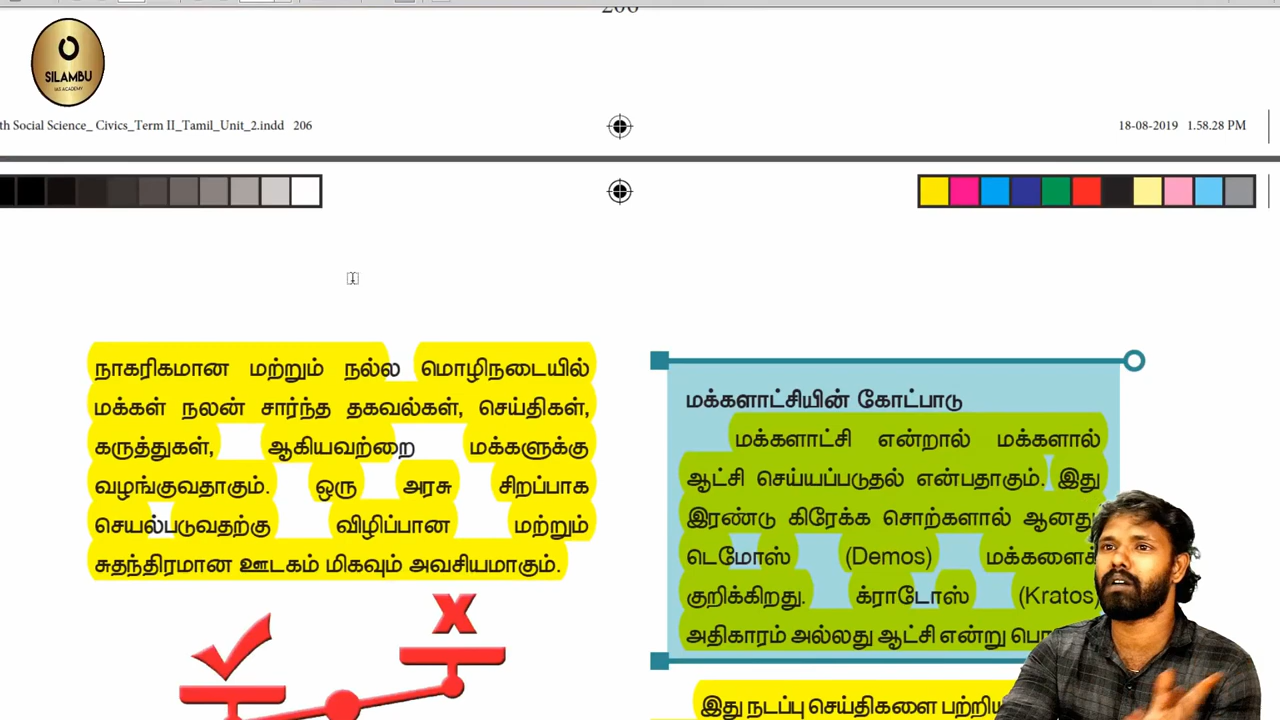 206
SILAMBU
IAS ACADEMY
th Social Science_ Civics_Term II_Tamil_Unit_2.indd 206
18-08-2019 1.58.28 PM
நாகரிகமான மற்றும் நல்ல மொழிநடையில்
மக்கள் நலன் சார்ந்த தகவல்கள், செய்திகள்,
கருத்துகள், ஆகியவற்றை மக்களுக்கு
வழங்குவதாகும். ஒரு அரசு சிறப்பாக
செயல்படுவதற்கு விழிப்பான மற்றும்
சுதந்திரமான ஊடகம் மிகவும் அவசியமாகும்.
X
மக்களாட்சியின் கோட்பாடு
மக்களாட்சி என்றால் மக்களால்
ஆட்சி செய்யப்படுதல் என்பதாகும். இது
இரண்டு கிரேக்க சொற்களால் ஆனது
டெமோஸ் (Demos) மக்களைக்
குறிக்கிறது. க்ராடோஸ் (Kratos)
அதிகாரம் அல்லது ஆட்சி என்று
இது நடப்பு செய்திகளை